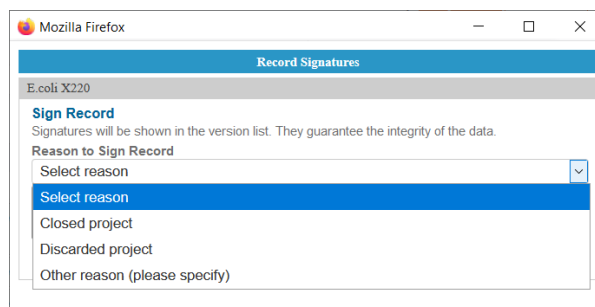 Mozilla Firefox
Record Signatures
E.coli X220
Sign Record
Signatures will be shown in the version list. They guarantee the integrity of the data.
Reason to Sign Record
Select reason
Select reason
Closed project
Discarded project
Other reason (please specify)